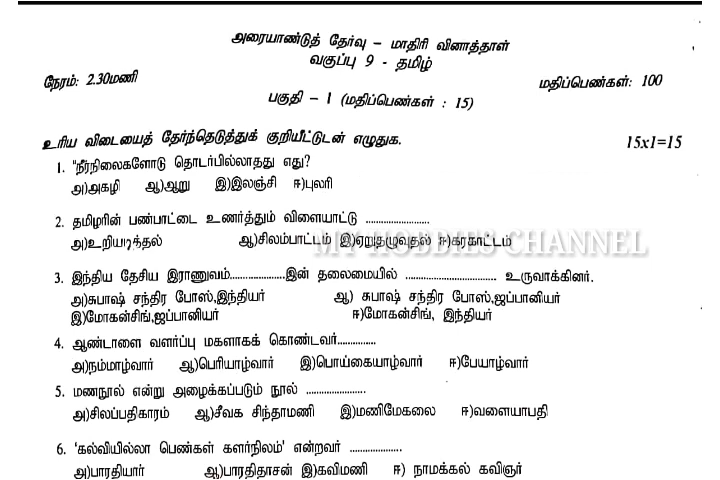 அரையாண்டுத் தேர்வு – மாதிரி வினாத்தாள்
வகுப்பு 9 - தமிழ்
நேரம்: 2.30மணி மதிப்பெண்கள்: 100
பகுதி – 1 (மதிப்பெண்கள் : 15)
உரிய விடையைத் தேர்ந்தெடுத்துக் குறியீட்டுடன் எழுதுக. 15x1=15
1. "நீர்நிலைகளோடு தொடர்பில்லாதது எது?
அ)அகழி ஆ)ஆறு இ)இலஞ்சி ஈ)புலரி
2. தமிழரின் பண்பாட்டை உணர்த்தும் விளையாட்டு ..........................
அ)உறியடித்தல் ஆ)சிலம்பாட்டம் இ)ஏறுதழுவுதல் ஈ)கரகாட்டம்
MY HOBBIES CHANNEL
3. இந்திய தேசிய இராணுவம்......................இன் தலைமையில் ................................... உருவாக்கினர்.
அ)சுபாஷ் சந்திர போஸ்,இந்தியர் ஆ) சுபாஷ் சந்திர போஸ்,ஜப்பானியர்
இ)மோகன்சிங்,ஜப்பானியர் ஈ)மோகன்சிங், இந்தியர்
4. ஆண்டாளை வளர்ப்பு மகளாகக் கொண்டவர்...............
அ)நம்மாழ்வார் ஆ)பெரியாழ்வார் இ)பொய்கையாழ்வார் ஈ)பேயாழ்வார்
5. மணநூல் என்று அழைக்கப்படும் நூல் .......................
அ)சிலப்பதிகாரம் ஆ)சீவக சிந்தாமணி இ)மணிமேகலை ஈ)வளையாபதி
6. 'கல்வியில்லா பெண்கள் களர்நிலம்' என்றவர் ....................
அ)பாரதியார் ஆ)பாரதிதாசன் இ)கவிமணி ஈ) நாமக்கல் கவிஞர்